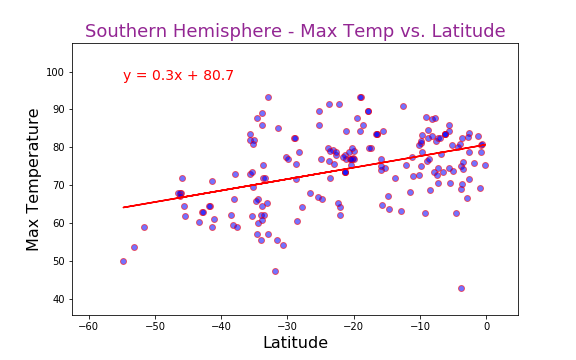 Southern Hemisphere - Max Temp vs. Latitude
y = 0.3x + 80.7
Max Temperature
100
90
80
70
60
50
40
−60 −50 −40 −30 −20 −10 0
Latitude